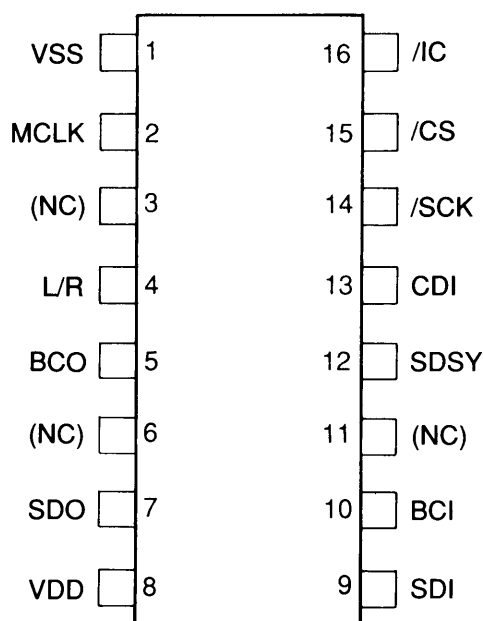 VSS 1 16 /IC
MCLK 2 15 /CS
(NC) 3 14 /SCK
L/R 4 13 CDI
BCO 5 12 SDSY
(NC) 6 11 (NC)
SDO 7 10 BCI
VDD 8 9 SDI